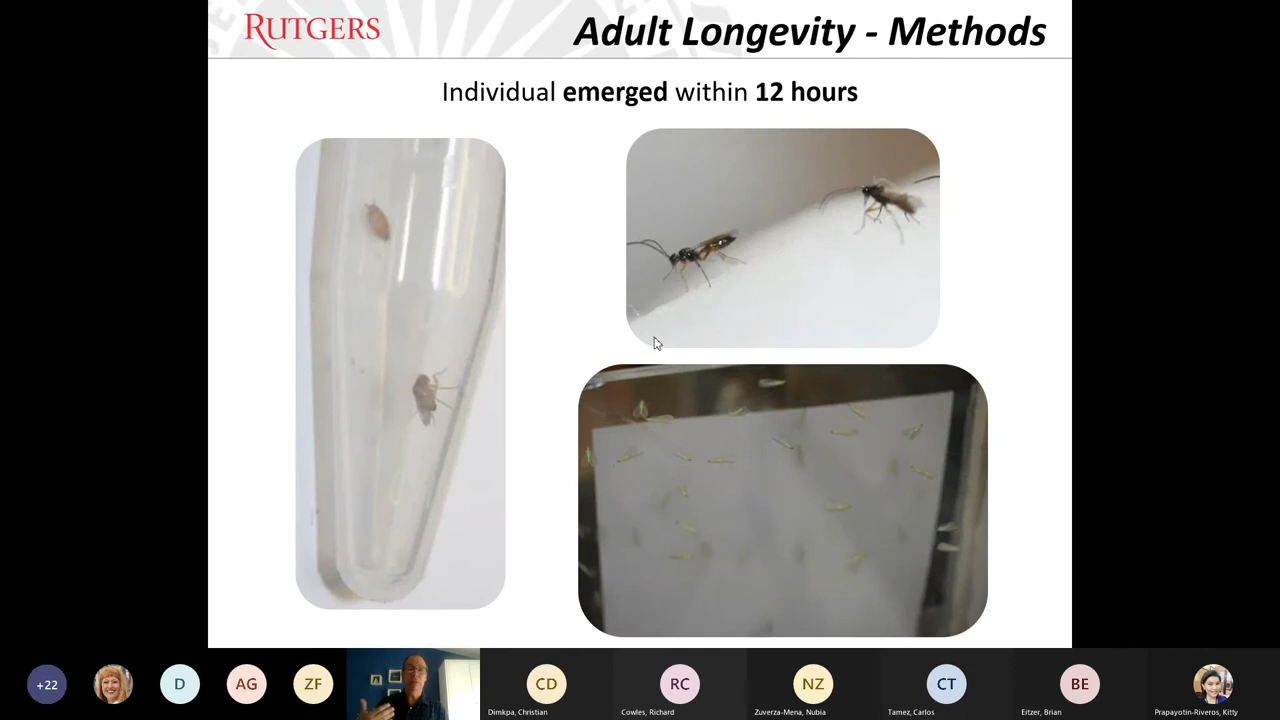 RUTGERS
Adult Longevity - Methods
Individual emerged within 12 hours
+22
D
AG
ZF
CD
RC
NZ
CT
BE
Dimkpa, Christian
Cowles, Richard
Zuverza-Mena, Nubia
Tamez, Carlos
Eitzer, Brian
Prapayotin-Riveros, Kitty